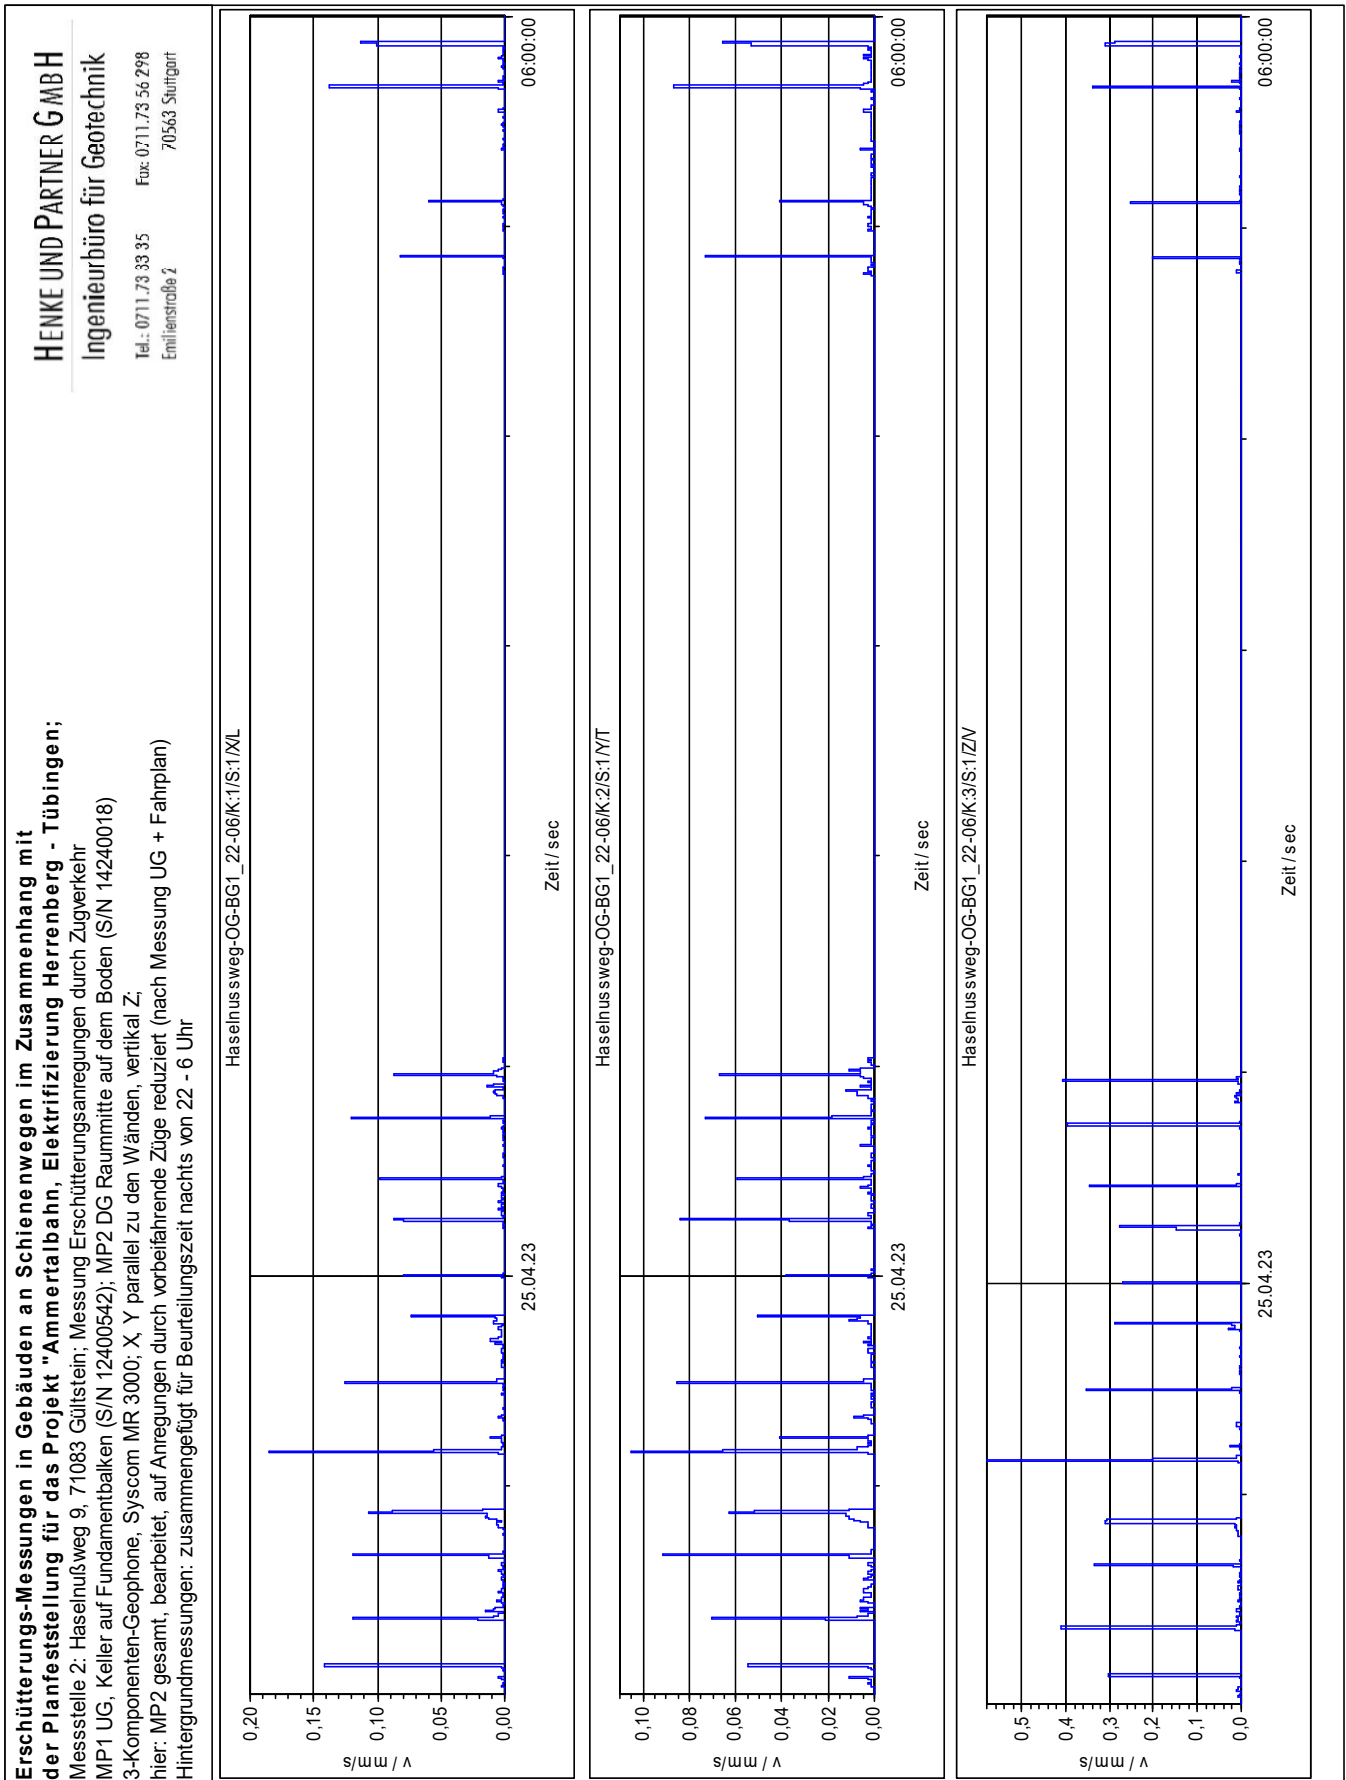 Erschütterungs-Messungen in Gebäuden an Schienenwegen im Zusammenhang mit
der Planfeststellung für das Projekt "Ammertalbahn, Elektrifizierung Herrenberg - Tübingen;
Messstelle 2: Haselnußweg 9, 71083 Gültstein; Messung Erschütterungsanregungen durch Zugverkehr
MP1 UG, Keller auf Fundamentbalken (S/N 12400542); MP2 DG Raummitte auf dem Boden (S/N 14240018)
3-Komponenten-Geophone, Syscom MR 3000; X, Y parallel zu den Wänden, vertikal Z;
hier: MP2 gesamt, bearbeitet, auf Anregungen durch vorbeifahrende Züge reduziert (nach Messung UG + Fahrplan)
Hintergrundmessungen: zusammengefügt für Beurteilungszeit nachts von 22 - 6 Uhr
HENKE UND PARTNER GMBH
Ingenieurbüro für Geotechnik
Tel.: 0711.73 33 35 Fax: 0711.73 56 298
Emilienstraße 2 70563 Stuttgart
Haselnussweg-OG-BG1_22-06/K:1/S:1/X/L
0,20
0,15
0,10
0,05
0,00
v / mm/s
25.04.23
06:00:00
Zeit / sec
Haselnussweg-OG-BG1_22-06/K:2/S:1/Y/T
0,10
0,08
0,06
0,04
0,02
0,00
v / mm/s
25.04.23
06:00:00
Zeit / sec
Haselnussweg-OG-BG1_22-06/K:3/S:1/Z/V
0,5
0,4
0,3
0,2
0,1
0,0
v / mm/s
25.04.23
06:00:00
Zeit / sec